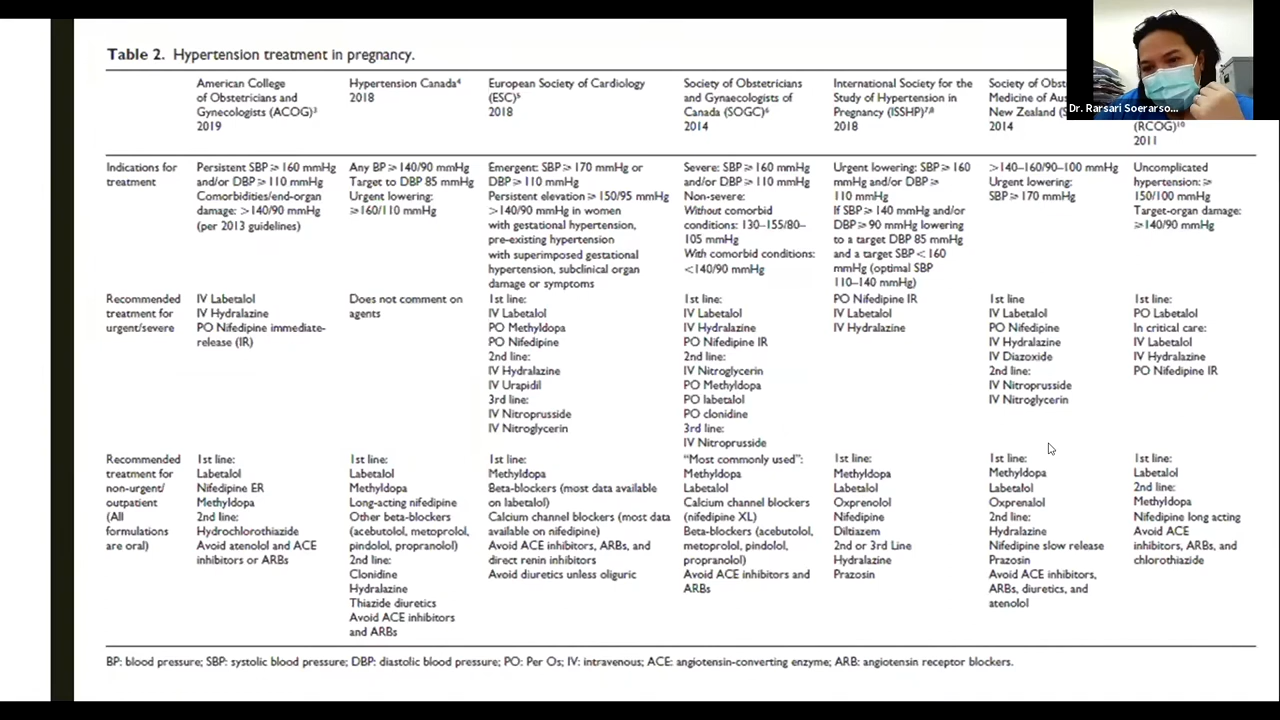 Table 2. Hypertension treatment in pregnancy.
Dr. Rarsari Soerarso...
American College
of Obstetricians and
Gynecologists (ACOG)³
2019
Hypertension Canada⁴
2018
European Society of Cardiology
(ESC)⁵
2018
Society of Obstetricians
and Gynaecologists of
Canada (SOGC)⁶
2014
International Society for the
Study of Hypertension in
Pregnancy (ISSHP)⁷,⁸
2018
Society of
Medicine of
New Zealand
2014
(RCOG)¹⁰
2011
Indications for
treatment
Persistent SBP ⩾ 160 mmHg
and/or DBP ⩾ 110 mmHg
Comorbidities/end-organ
damage: >140/90 mmHg
(per 2013 guidelines)
Any BP ⩾ 140/90 mmHg
Target to DBP 85 mmHg
Urgent lowering:
⩾160/110 mmHg
Emergent: SBP ⩾ 170 mmHg or
DBP ⩾ 110 mmHg
Persistent elevation ⩾ 150/95 mmHg
>140/90 mmHg in women
with gestational hypertension,
pre-existing hypertension
with superimposed gestational
hypertension, subclinical organ
damage or symptoms
Severe: SBP ⩾ 160 mmHg
and/or DBP ⩾ 110 mmHg
Non-severe:
Without comorbid
conditions: 130–155/80–
105 mmHg
With comorbid conditions:
<140/90 mmHg
Urgent lowering: SBP ⩾ 160
mmHg and/or DBP ⩾
110 mmHg
If SBP ⩾ 140 mmHg and/or
DBP ⩾ 90 mmHg lowering
to a target DBP 85 mmHg
and a target SBP < 160
mmHg (optimal SBP
110–140 mmHg)
>140–160/90–100 mmHg
Urgent lowering:
SBP ⩾ 170 mmHg
Uncomplicated
hypertension: ⩾
150/100 mmHg
Target-organ damage:
⩾140/90 mmHg
Recommended
treatment for
urgent/severe
IV Labetalol
IV Hydralazine
PO Nifedipine immediate-
release (IR)
Does not comment on
agents
1st line:
IV Labetalol
PO Methyldopa
PO Nifedipine
2nd line:
IV Hydralazine
IV Urapidil
3rd line:
IV Nitroprusside
IV Nitroglycerin
1st line:
IV Labetalol
IV Hydralazine
PO Nifedipine IR
2nd line:
IV Nitroglycerin
PO Methyldopa
PO labetalol
PO clonidine
3rd line:
IV Nitroprusside
PO Nifedipine IR
IV Labetalol
IV Hydralazine
1st line
IV Labetalol
PO Nifedipine
IV Hydralazine
IV Diazoxide
2nd line:
IV Nitroprusside
IV Nitroglycerin
1st line:
PO Labetalol
In critical care:
IV Labetalol
IV Hydralazine
PO Nifedipine IR
Recommended
treatment for
non-urgent/
outpatient
(All
formulations
are oral)
1st line:
Labetalol
Nifedipine ER
Methyldopa
2nd line:
Hydrochlorothiazide
Avoid atenolol and ACE
inhibitors or ARBs
1st line:
Labetalol
Methyldopa
Long-acting nifedipine
Other beta-blockers
(acebutolol, metoprolol,
pindolol, propranolol)
2nd line:
Clonidine
Hydralazine
Thiazide diuretics
Avoid ACE inhibitors
and ARBs
1st line:
Methyldopa
Beta-blockers (most data available
on labetalol)
Calcium channel blockers (most data
available on nifedipine)
Avoid ACE inhibitors, ARBs, and
direct renin inhibitors
Avoid diuretics unless oliguric
“Most commonly used”:
Methyldopa
Labetalol
Calcium channel blockers
(nifedipine XL)
Beta-blockers (acebutolol,
metoprolol, pindolol,
propranolol)
Avoid ACE inhibitors and
ARBs
1st line:
Methyldopa
Labetalol
Oxprenolol
Nifedipine
Diltiazem
2nd or 3rd Line
Hydralazine
Prazosin
1st line:
Methyldopa
Labetalol
Oxprenalol
2nd line:
Hydralazine
Nifedipine slow release
Prazosin
Avoid ACE inhibitors,
ARBs, diuretics, and
atenolol
1st line:
Labetalol
2nd line:
Methyldopa
Nifedipine long acting
Avoid ACE
inhibitors, ARBs, and
chlorothiazide
BP: blood pressure; SBP: systolic blood pressure; DBP: diastolic blood pressure; PO: Per Os; IV: intravenous; ACE: angiotensin-converting enzyme; ARB: angiotensin receptor blockers.